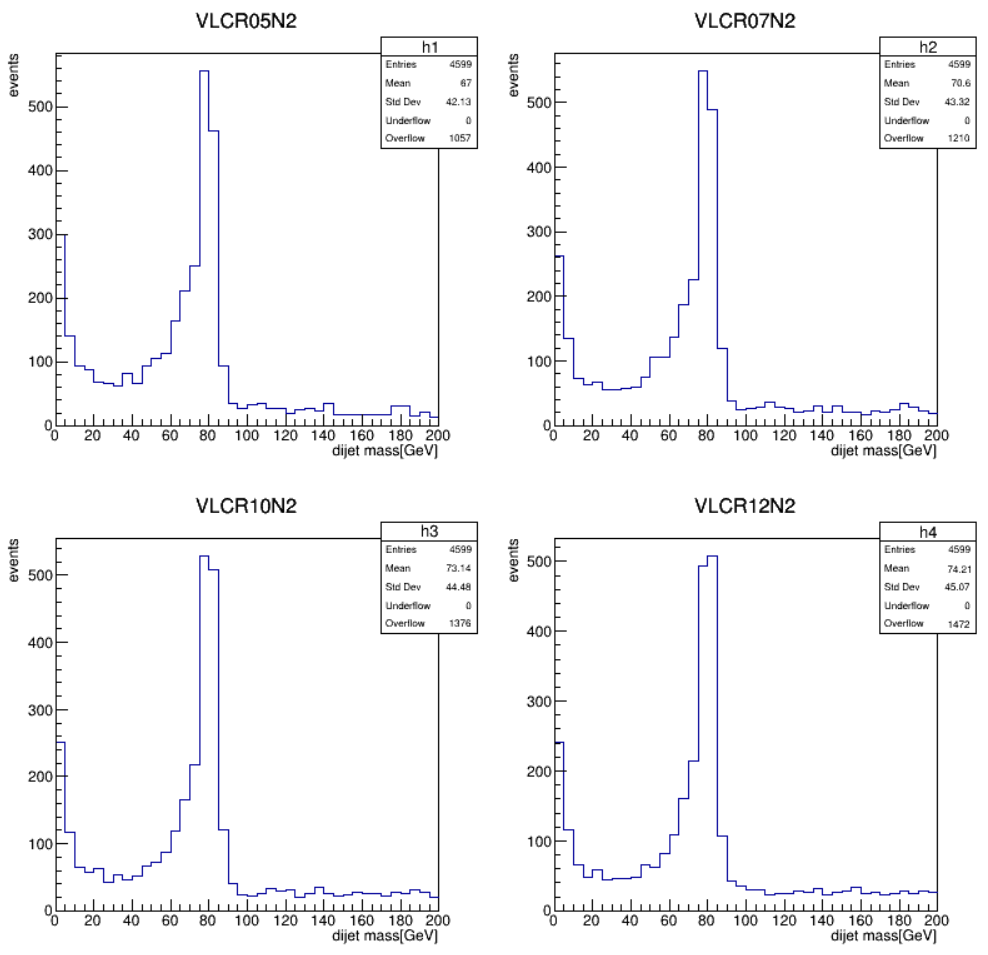 VLCR05N2
events
h1
Entries 4599
Mean 67
Std Dev 42.13
Underflow 0
Overflow 1057
500
400
300
200
100
0
0 20 40 60 80 100 120 140 160 180 200
dijet mass[GeV]
VLCR07N2
events
h2
Entries 4599
Mean 70.6
Std Dev 43.32
Underflow 0
Overflow 1210
500
400
300
200
100
0
0 20 40 60 80 100 120 140 160 180 200
dijet mass[GeV]
VLCR10N2
events
h3
Entries 4599
Mean 73.14
Std Dev 44.48
Underflow 0
Overflow 1376
500
400
300
200
100
0
0 20 40 60 80 100 120 140 160 180 200
dijet mass[GeV]
VLCR12N2
events
h4
Entries 4599
Mean 74.21
Std Dev 45.07
Underflow 0
Overflow 1472
500
400
300
200
100
0
0 20 40 60 80 100 120 140 160 180 200
dijet mass[GeV]